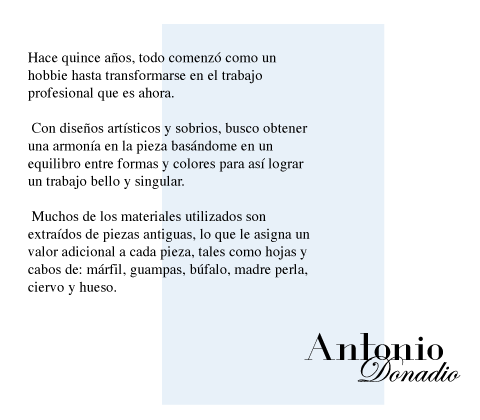 Hace quince años, todo comenzó como un
hobbie hasta transformarse en el trabajo
profesional que es ahora.
Con diseños artísticos y sobrios, busco obtener
una armonía en la pieza basándome en un
equilibro entre formas y colores para así lograr
un trabajo bello y singular.
Muchos de los materiales utilizados son
extraídos de piezas antiguas, lo que le asigna un
valor adicional a cada pieza, tales como hojas y
cabos de: márfil, guampas, búfalo, madre perla,
ciervo y hueso.
Antonio
Donadio